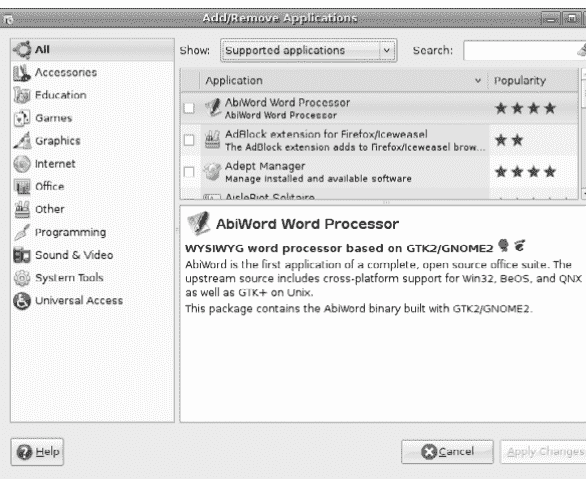 Add/Remove Applications
All
Accessories
Education
Games
Graphics
Internet
Office
Other
Programming
Sound & Video
System Tools
Universal Access
Show: Supported applications
Search:
Application Popularity
AbiWord Word Processor
AbiWord Word Processor
AdBlock extension for Firefox/Iceweasel
The AdBlock extension adds to Firefox/Iceweasel brow...
Adept Manager
Manage installed and available software
AisleRiot Solitaire
AbiWord Word Processor
WYSIWYG word processor based on GTK2/GNOME2
AbiWord is the first application of a complete, open source office suite. The
upstream source includes cross-platform support for Win32, BeOS, and QNX
as well as GTK+ on Unix.
This package contains the AbiWord binary built with GTK2/GNOME2.
Help
Cancel
Apply Changes